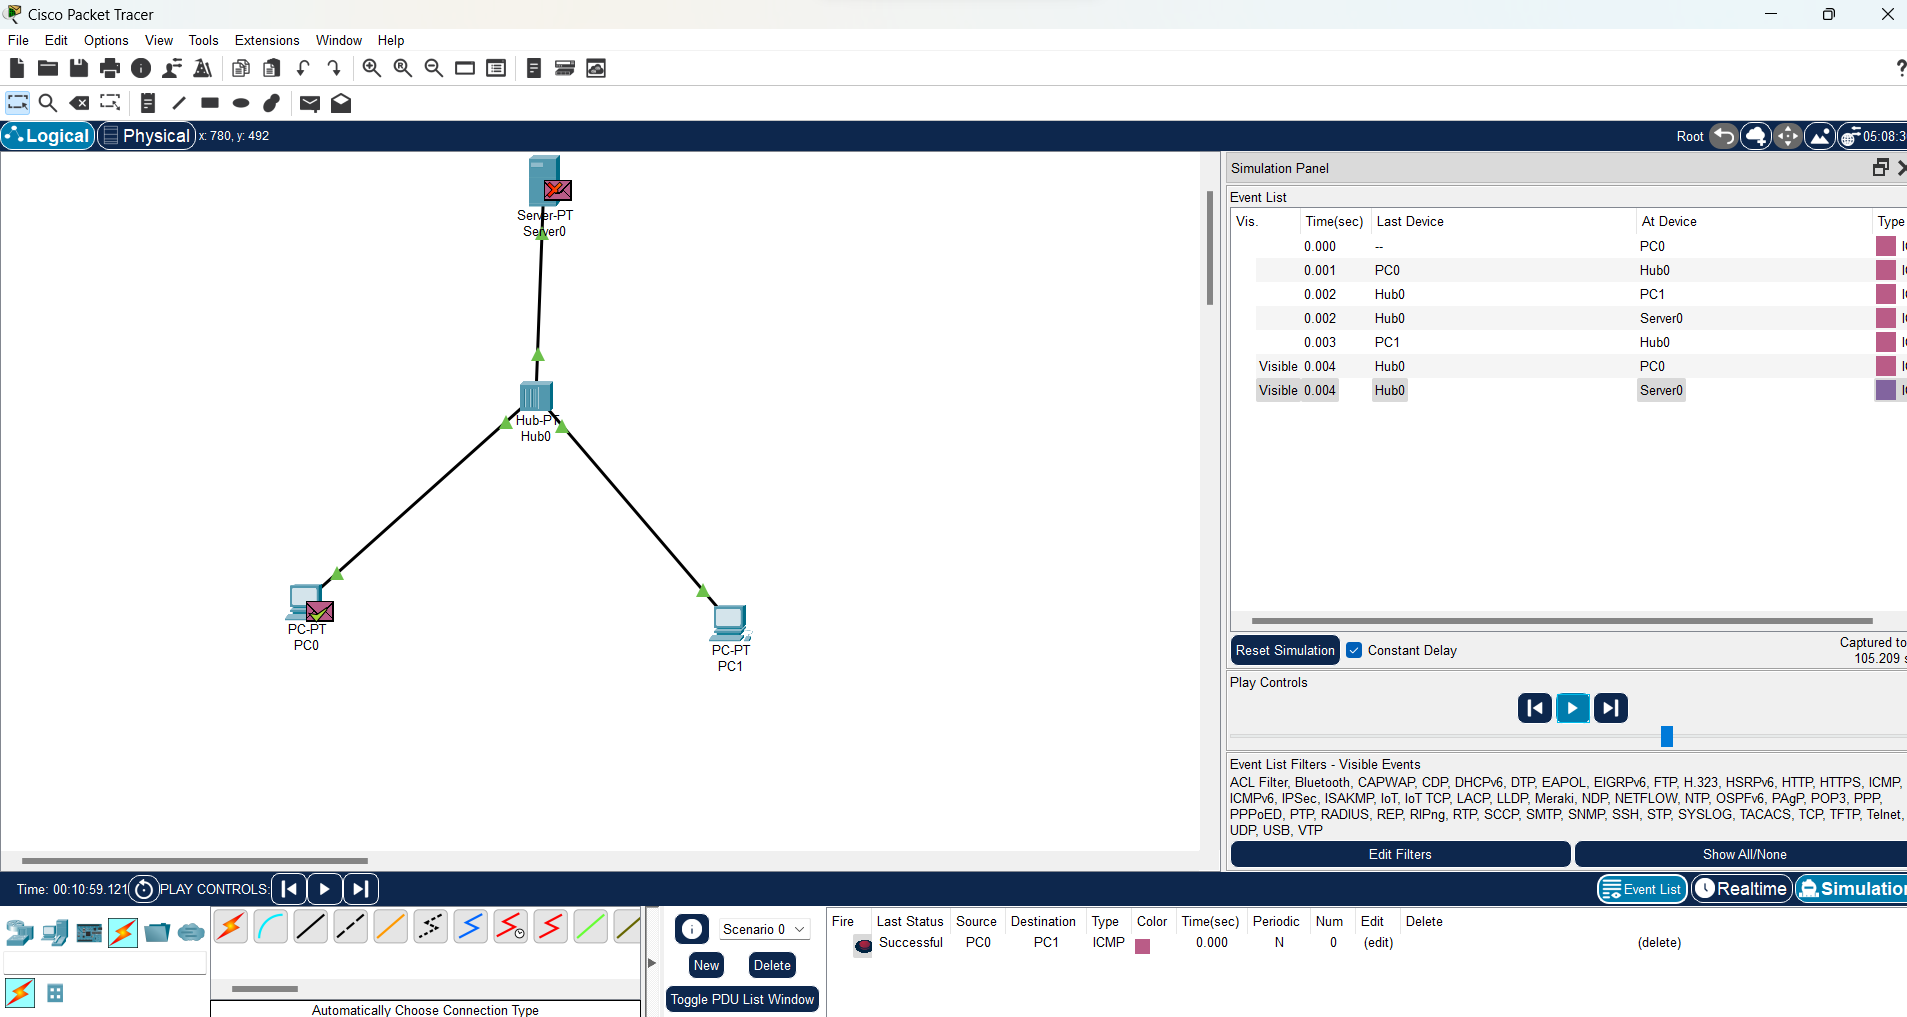 Cisco Packet Tracer
File Edit Options View Tools Extensions Window Help
?
Logical Physical x: 780, y: 492 Root 05:08:3
Server-PT
Server0
Hub-PT
Hub0
PC-PT
PC0
PC-PT
PC1
Simulation Panel
Event List
Vis. Time(sec) Last Device At Device Type
0.000 -- PC0
0.001 PC0 Hub0
0.002 Hub0 PC1
0.002 Hub0 Server0
0.003 PC1 Hub0
Visible 0.004 Hub0 PC0
Visible 0.004 Hub0 Server0
Reset Simulation Constant Delay Captured to
105.209 s
Play Controls
Event List Filters - Visible Events
ACL Filter, Bluetooth, CAPWAP, CDP, DHCPv6, DTP, EAPOL, EIGRPv6, FTP, H.323, HSRPv6, HTTP, HTTPS, ICMP,
ICMPv6, IPSec, ISAKMP, IoT, IoT TCP, LACP, LLDP, Meraki, NDP, NETFLOW, NTP, OSPFv6, PAgP, POP3, PPP,
PPPoED, PTP, RADIUS, REP, RIPng, RTP, SCCP, SMTP, SNMP, SSH, STP, SYSLOG, TACACS, TCP, TFTP, Telnet,
UDP, USB, VTP
Edit Filters Show All/None
Time: 00:10:59.121 PLAY CONTROLS: Event List Realtime Simulation
Scenario 0
New Delete
Toggle PDU List Window
Fire Last Status Source Destination Type Color Time(sec) Periodic Num Edit Delete
Successful PC0 PC1 ICMP 0.000 N 0 (edit) (delete)
Automatically Choose Connection Type